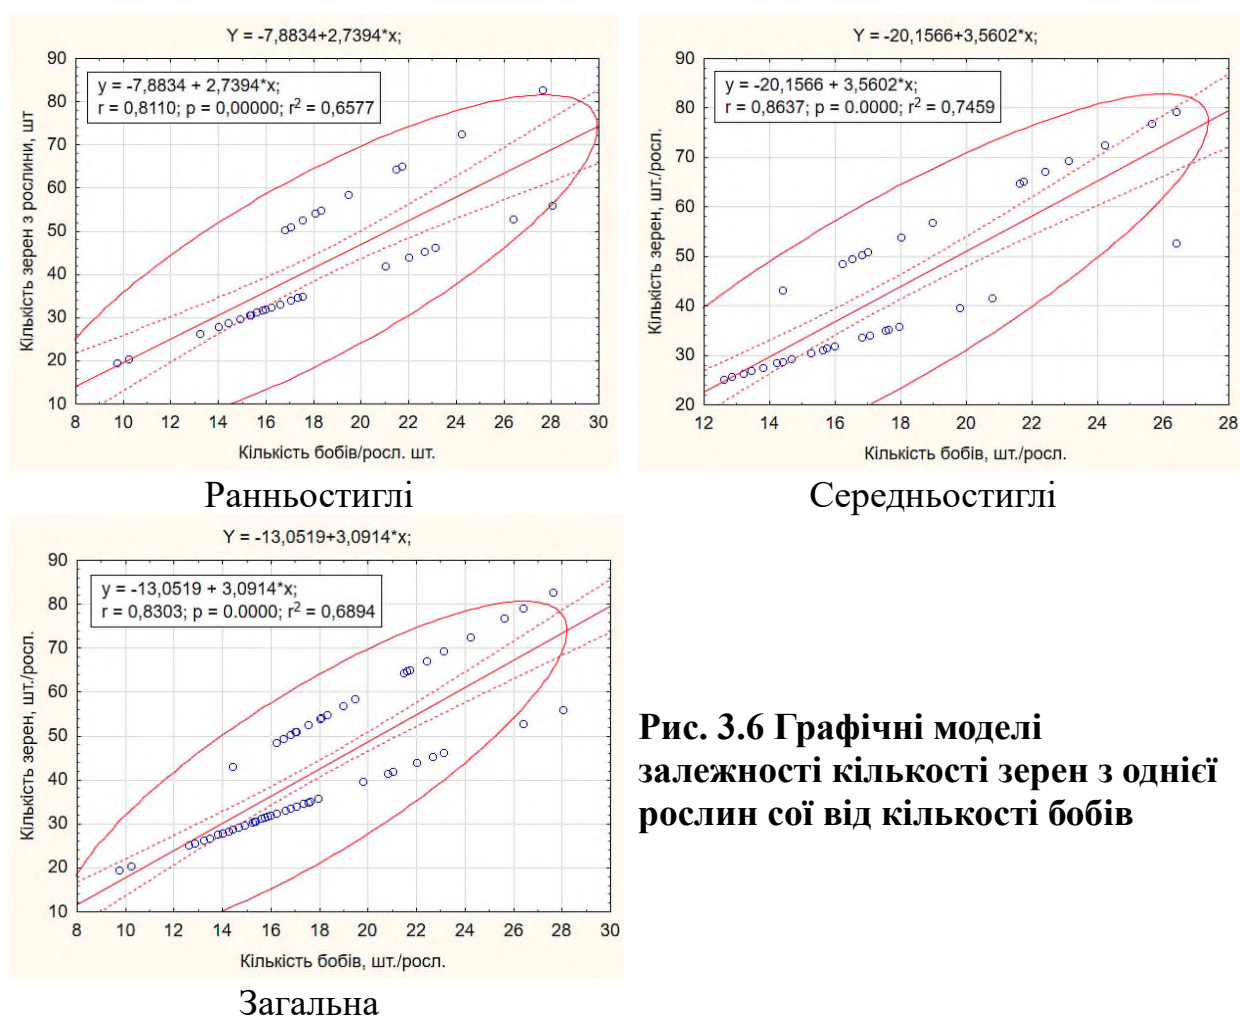 Y = -7,8834+2,7394*x;
y = -7,8834 + 2,7394*x;
r = 0,8110; p = 0,00000; r² = 0,6577
Кількість зерен з рослини, шт
90
80
70
60
50
40
30
20
10
8 10 12 14 16 18 20 22 24 26 28 30
Кількість бобів/росл. шт.
Ранньостиглі
Y = -20,1566+3,5602*x;
y = -20,1566 + 3,5602*x;
r = 0,8637; p = 0.0000; r² = 0,7459
Кількість зерен, шт./росл.
90
80
70
60
50
40
30
20
12 14 16 18 20 22 24 26 28
Кількість бобів, шт./росл.
Середньостиглі
Y = -13,0519+3,0914*x;
y = -13,0519 + 3,0914*x;
r = 0,8303; p = 0.0000; r² = 0,6894
Кількість зерен, шт./росл.
90
80
70
60
50
40
30
20
10
8 10 12 14 16 18 20 22 24 26 28 30
Кількість бобів, шт./росл.
Загальна
Рис. 3.6 Графічні моделі
залежності кількості зерен з однієї
рослин сої від кількості бобів